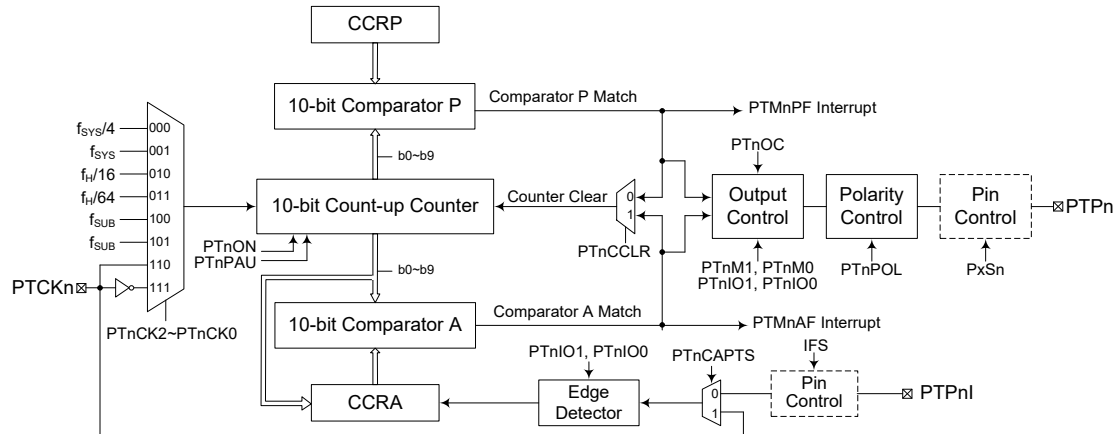 CCRP
10-bit Comparator P
Comparator P Match
PTMnPF Interrupt
fSYS/4
000
fSYS
001
fH/16
010
fH/64
011
fSUB
100
fSUB
101
110
111
PTCKn
PTnCK2~PTnCK0
b0~b9
10-bit Count-up Counter
PTnON
PTnPAU
Counter Clear
0
1
PTnCCLR
PTnOC
Output
Control
PTnM1, PTnM0
PTnIO1, PTnIO0
Polarity
Control
PTnPOL
Pin
Control
PxSn
PTPn
b0~b9
10-bit Comparator A
Comparator A Match
PTMnAF Interrupt
CCRA
PTnIO1, PTnIO0
Edge
Detector
PTnCAPTS
0
1
IFS
Pin
Control
PTPnI